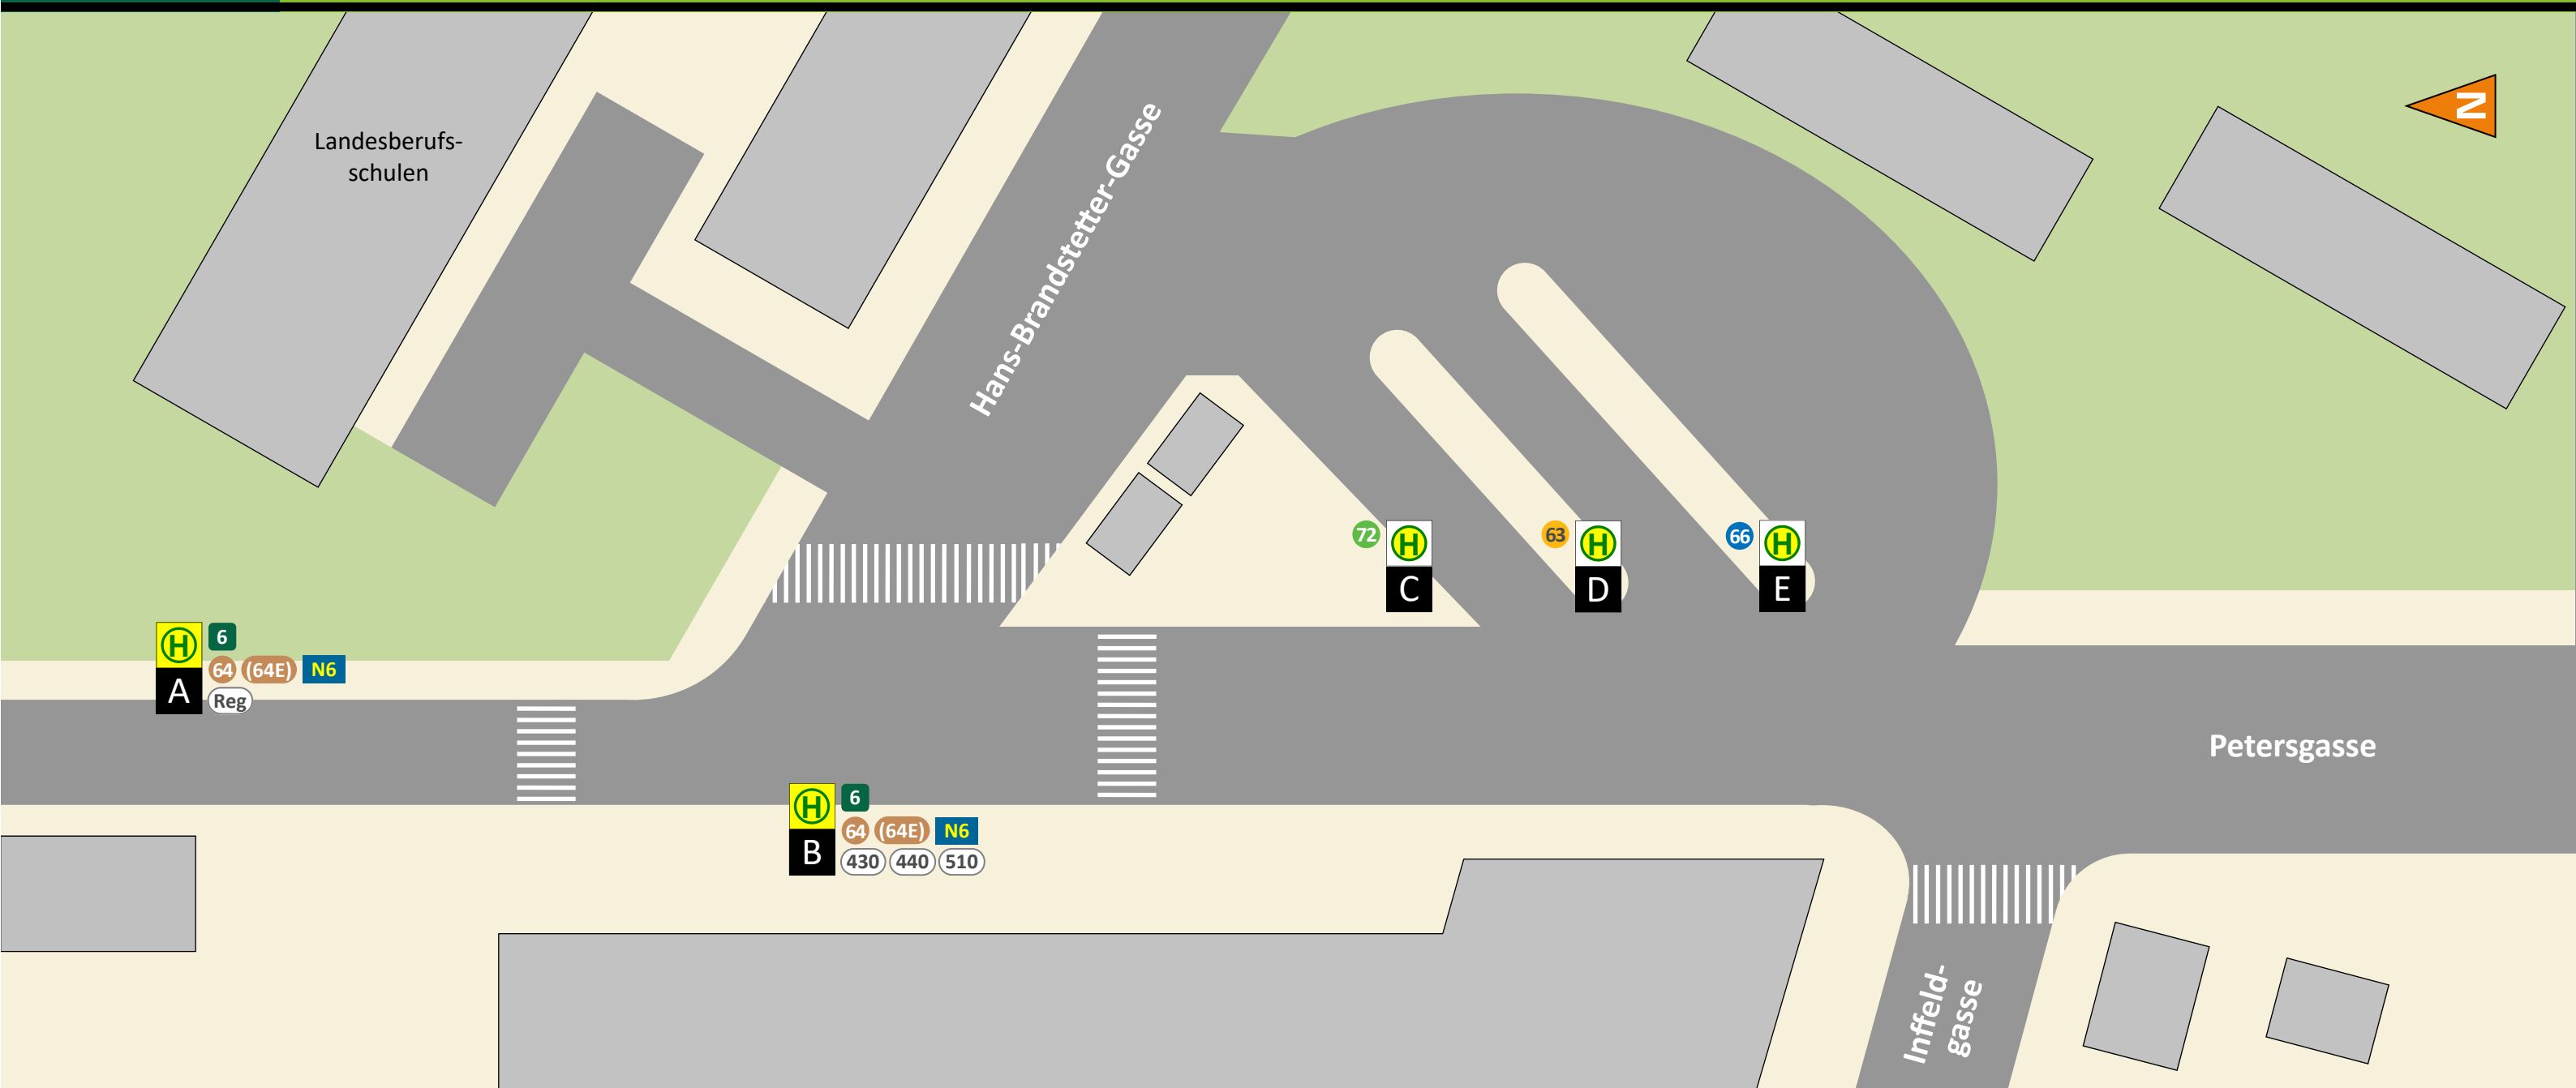 Landesberufs-
schulen
Hans-Brandstetter-Gasse
N
72 H C
63 H D
66 H E
H A
6
64 (64E) N6
Reg
Petersgasse
H B
6
64 (64E) N6
430 440 510
Inffeld-
gasse